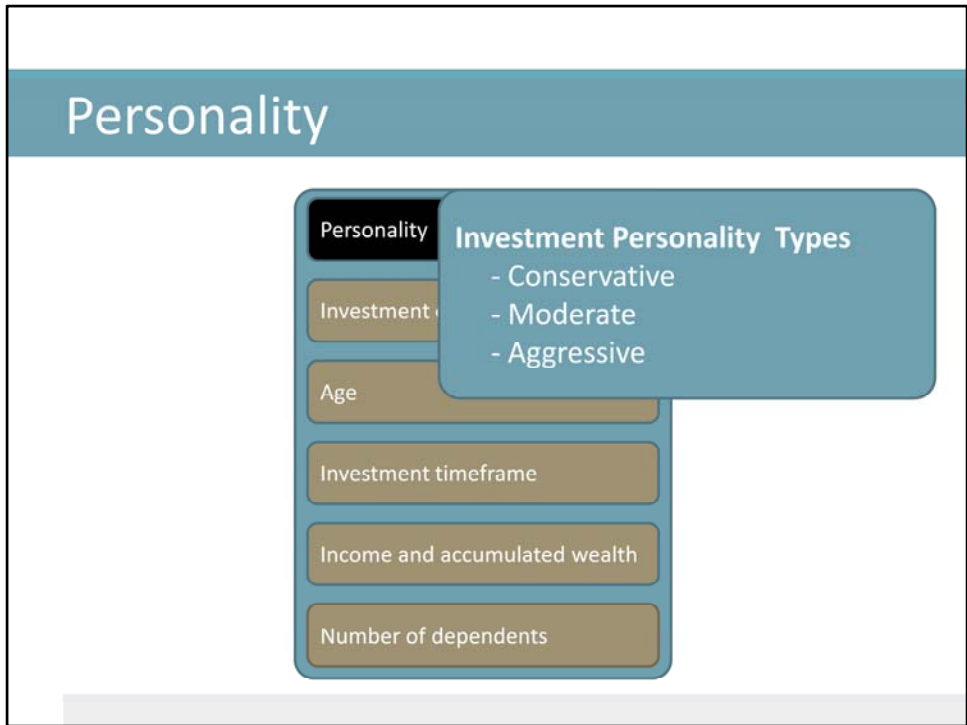 Personality
Personality
Investment Personality Types
- Conservative
- Moderate
- Aggressive
Investment
Age
Investment timeframe
Income and accumulated wealth
Number of dependents